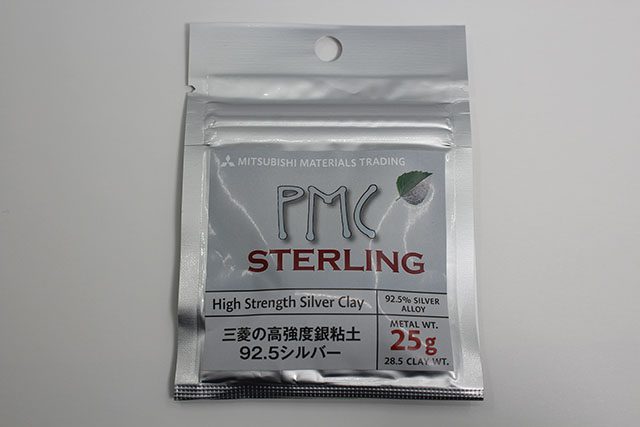 MITSUBISHI MATERIALS TRADING
PMC
STERLING
High Strength Silver Clay
92.5% SILVER
ALLOY
三菱の高強度銀粘土
92.5シルバー
METAL WT.
25g
28.5 CLAY WT.